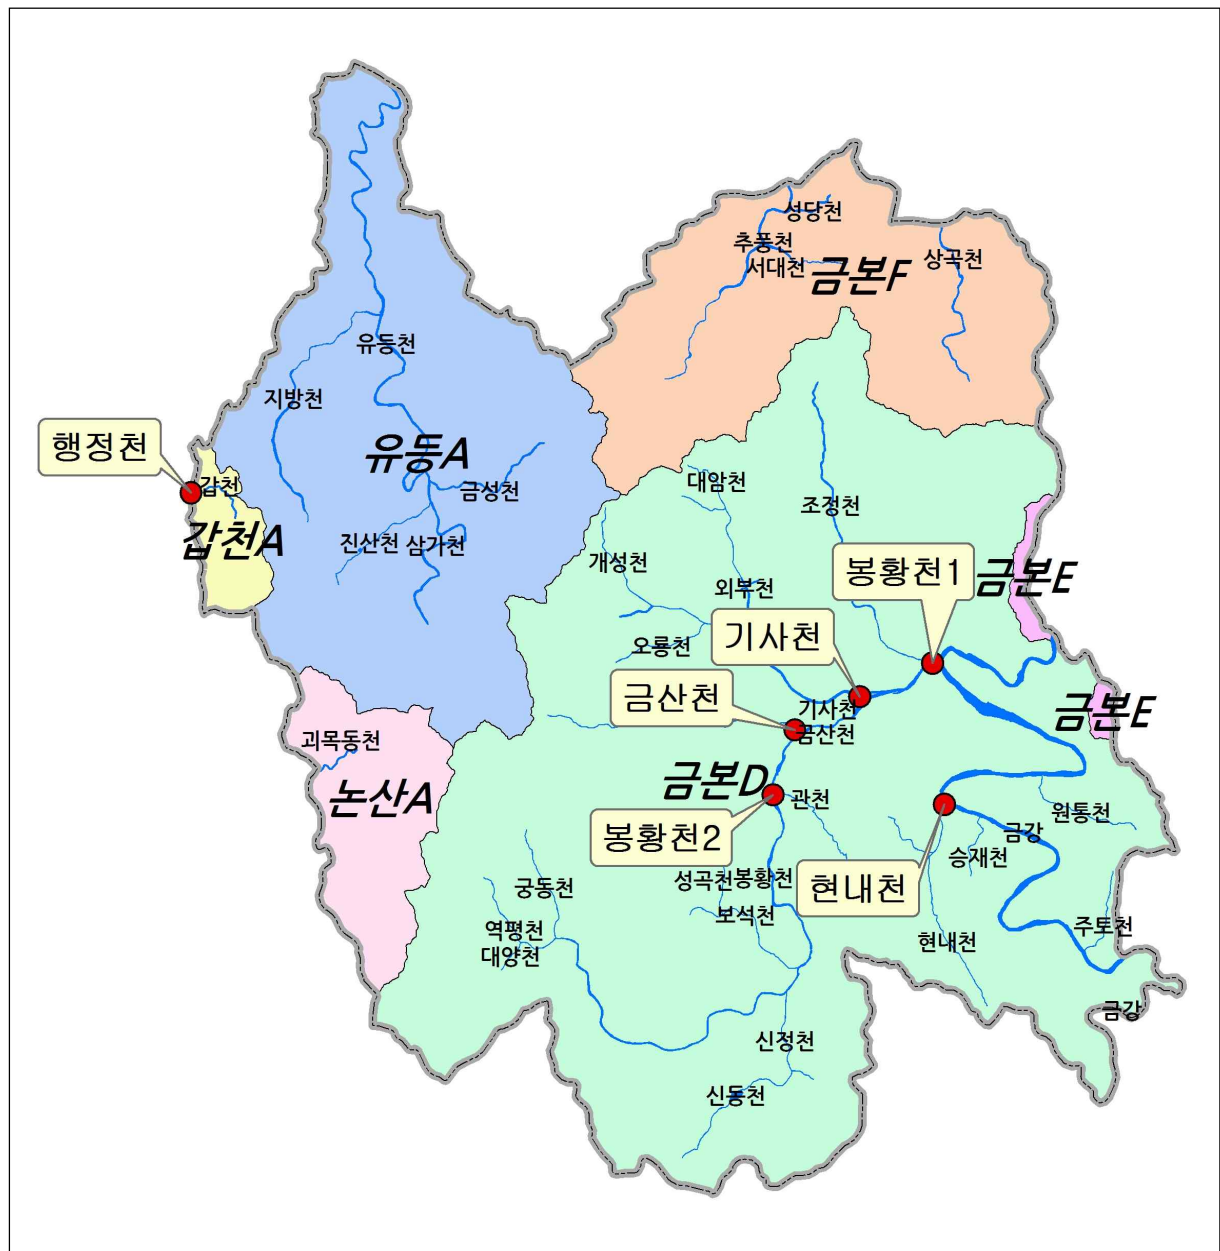 성당천
추풍천
서대천
금본F
상곡천
유등천
지방천
행정천
유등A
갑천
금성천
대암천
조정천
갑천A
진산천
삼가천
개성천
봉황천1
금본E
외부천
기사천
오룡천
금산천
기사천
금본E
금산천
괴목동천
논산A
금본D
관천
원통천
봉황천2
금강
승재천
현내천
성곡천
봉황천
궁동천
보석천
역평천
대양천
현내천
주토천
금강
신정천
신동천